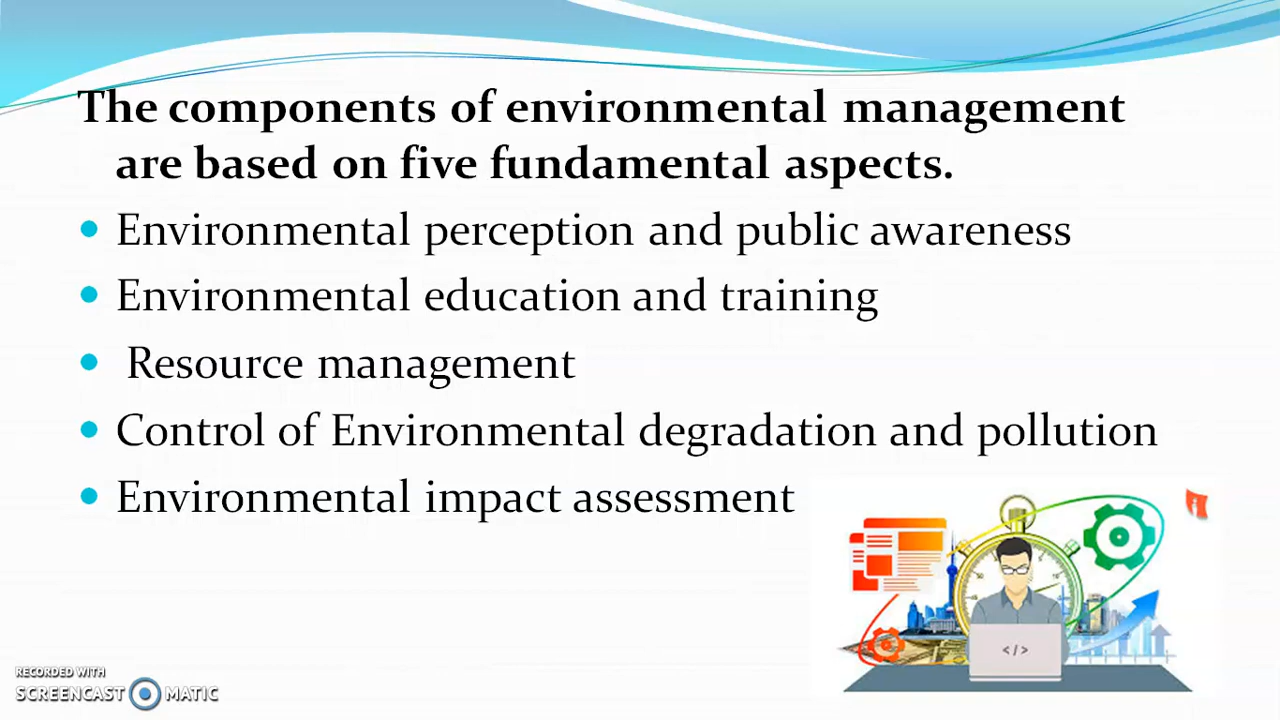 The components of environmental management
are based on five fundamental aspects.
• Environmental perception and public awareness
• Environmental education and training
• Resource management
• Control of Environmental degradation and pollution
• Environmental impact assessment
</>
RECORDED WITH
SCREENCAST MATIC